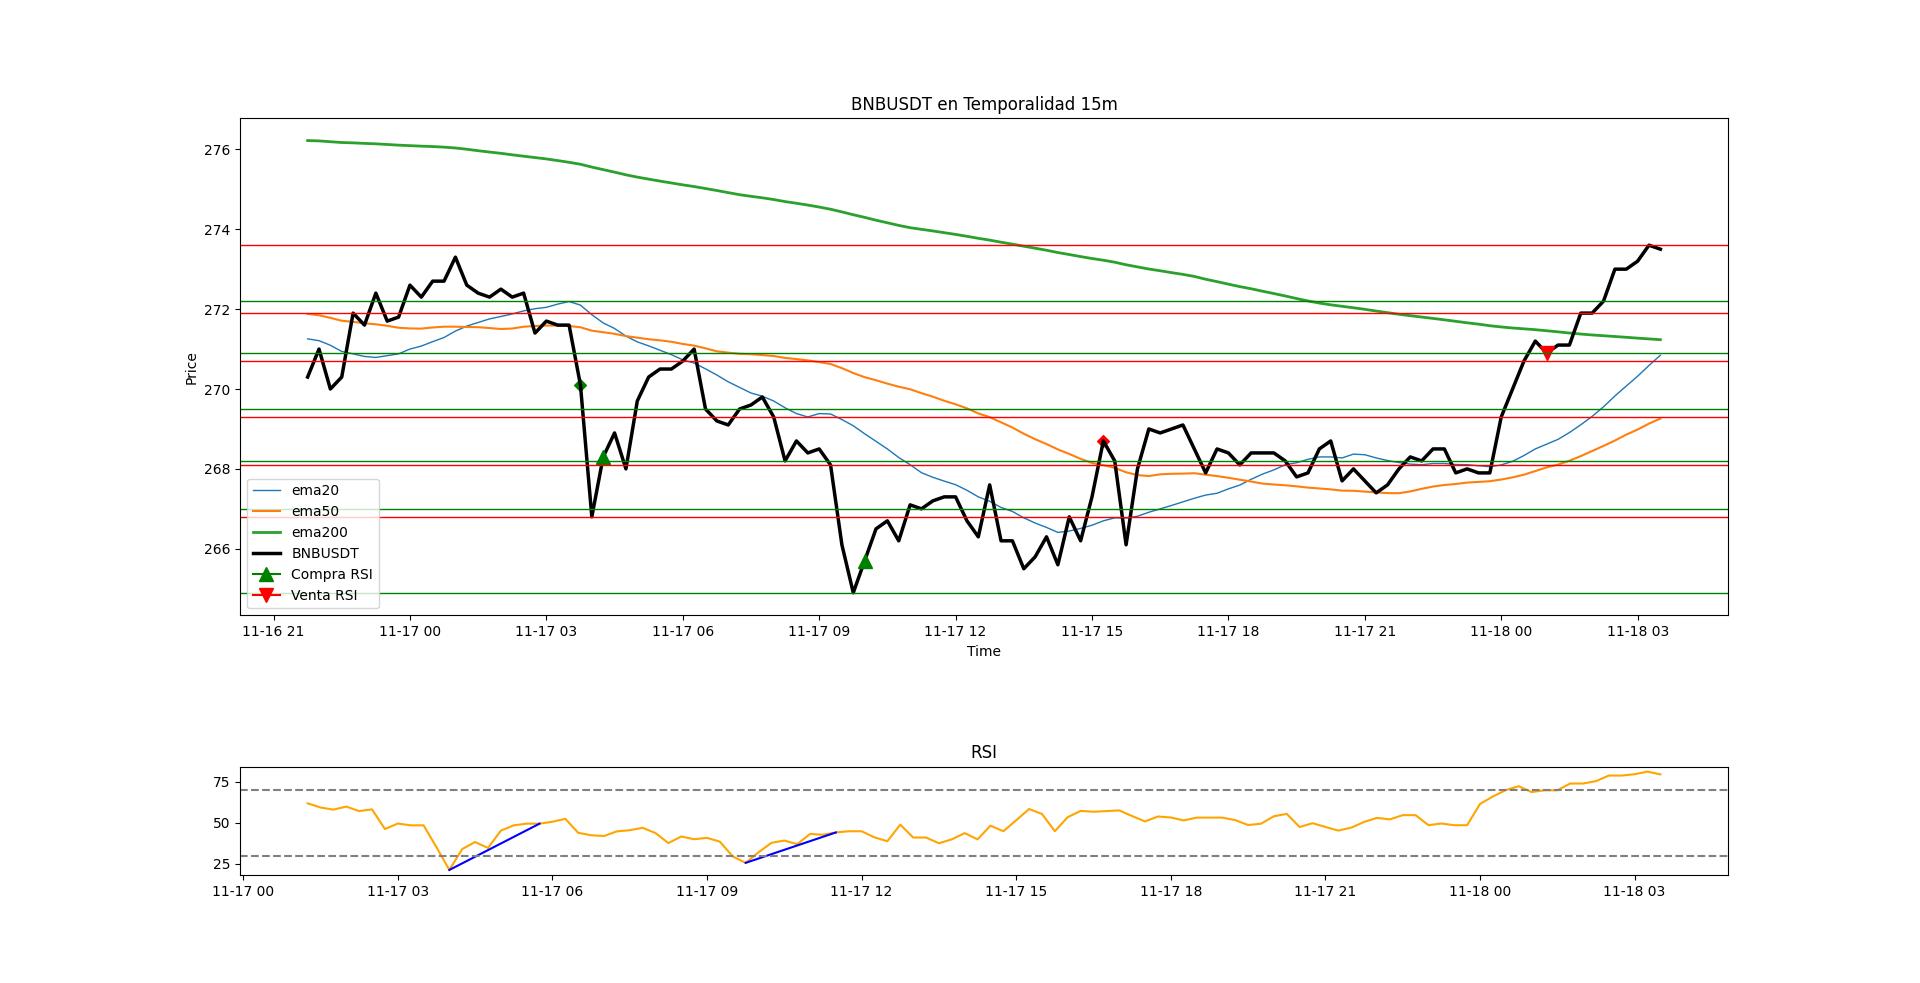 BNBUSDT en Temporalidad 15m
276
274
272
270
268
266
Price
ema20
ema50
ema200
BNBUSDT
Compra RSI
Venta RSI
11-16 21 11-17 00 11-17 03 11-17 06 11-17 09 11-17 12 11-17 15 11-17 18 11-17 21 11-18 00 11-18 03
Time
RSI
75
50
25
11-17 00 11-17 03 11-17 06 11-17 09 11-17 12 11-17 15 11-17 18 11-17 21 11-18 00 11-18 03